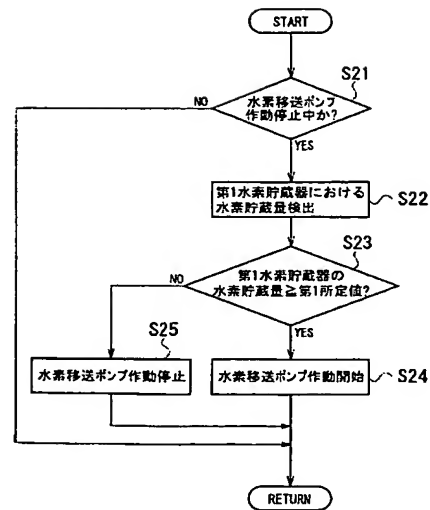 START
S21
水素移送ポンプ
作動停止中か?
NO
YES
第1水素貯蔵器における
水素貯蔵量検出
S22
S23
第1水素貯蔵器の
水素貯蔵量≧第1所定値?
NO
YES
S25
水素移送ポンプ作動停止
水素移送ポンプ作動開始
S24
RETURN